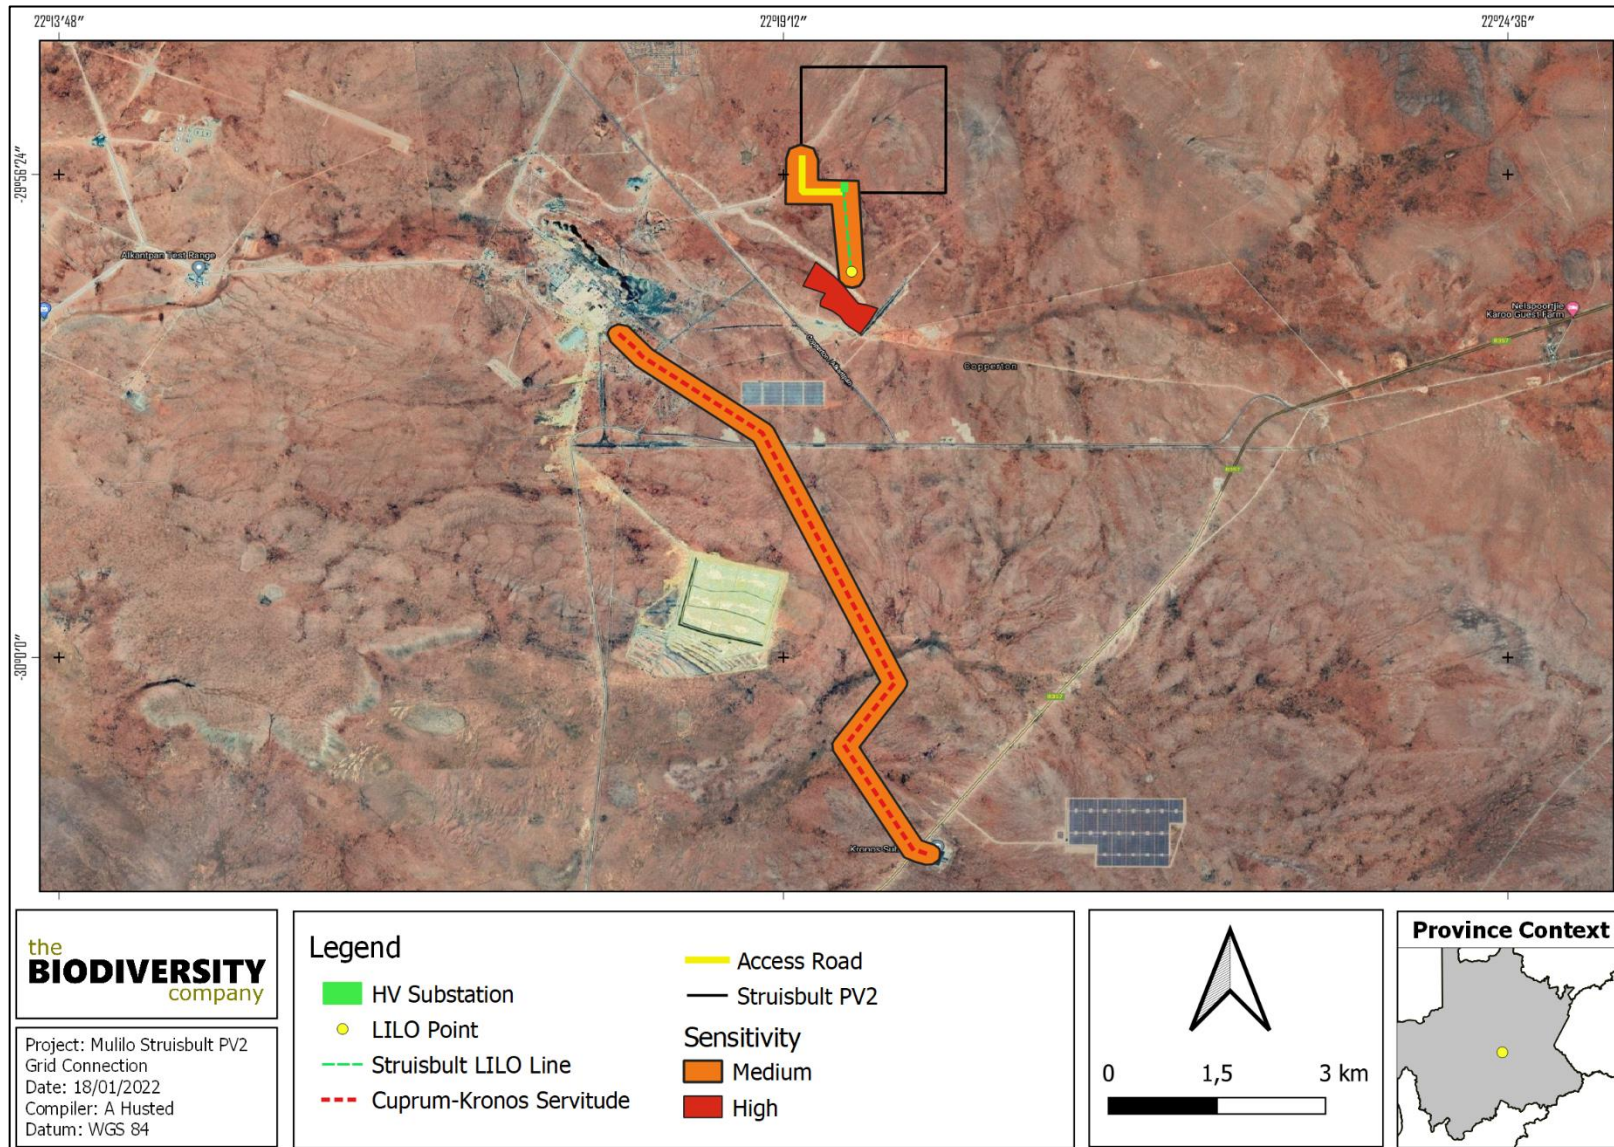 22°13′48″
22°19′12″
22°24′36″
-29°56′24″
-30°0′0″
Alkantpan Test Range
Copperton
Karoo Guest Farm
R357
R357
R357
Kronos Sub
the
BIODIVERSITY
company
Project: Mulilo Struisbult PV2
Grid Connection
Date: 18/01/2022
Compiler: A Husted
Datum: WGS 84
Legend
HV Substation
LILO Point
Struisbult LILO Line
Cuprum-Kronos Servitude
Access Road
Struisbult PV2
Sensitivity
Medium
High
0 1,5 3 km
Province Context